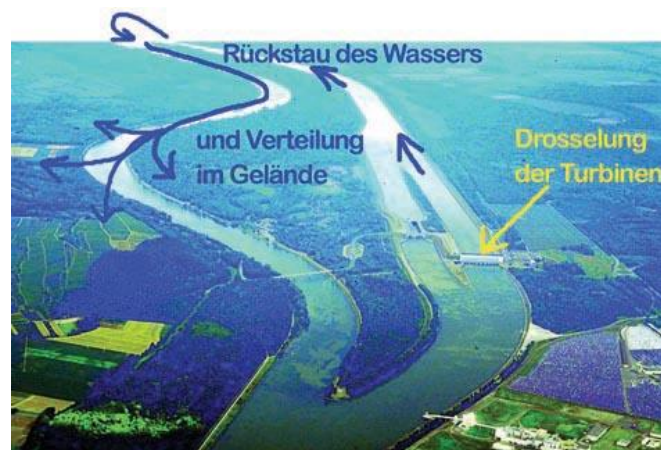 Rückstau des Wassers
und Verteilung
im Gelände
Drosselung
der Turbinen